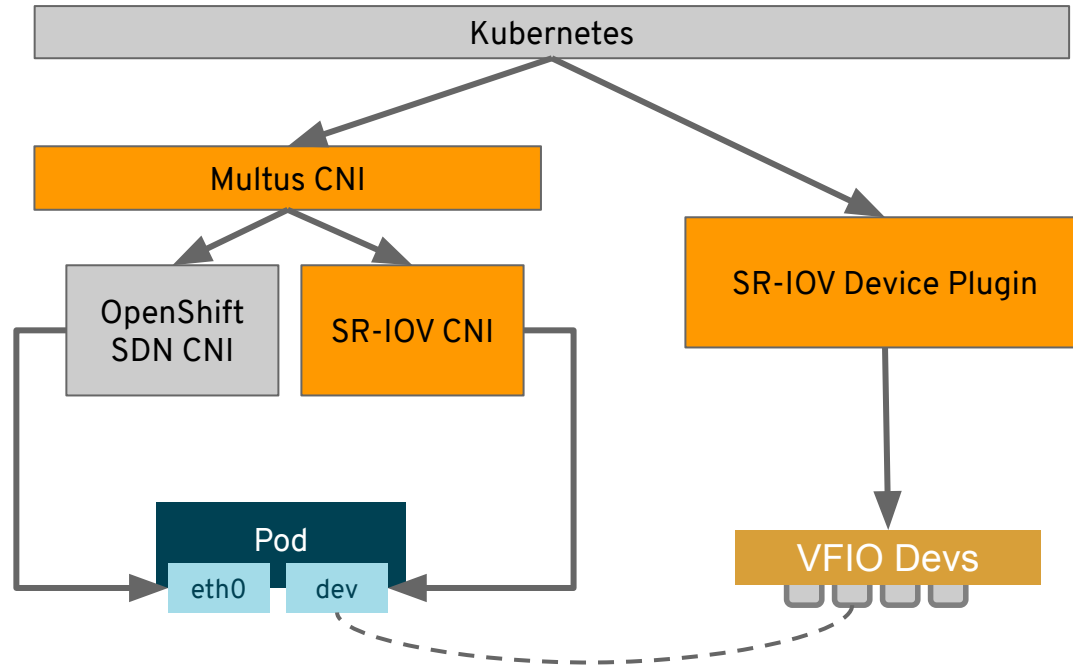 Kubernetes
Multus CNI
OpenShift
SDN CNI
SR-IOV CNI
SR-IOV Device Plugin
Pod
eth0
dev
VFIO Devs